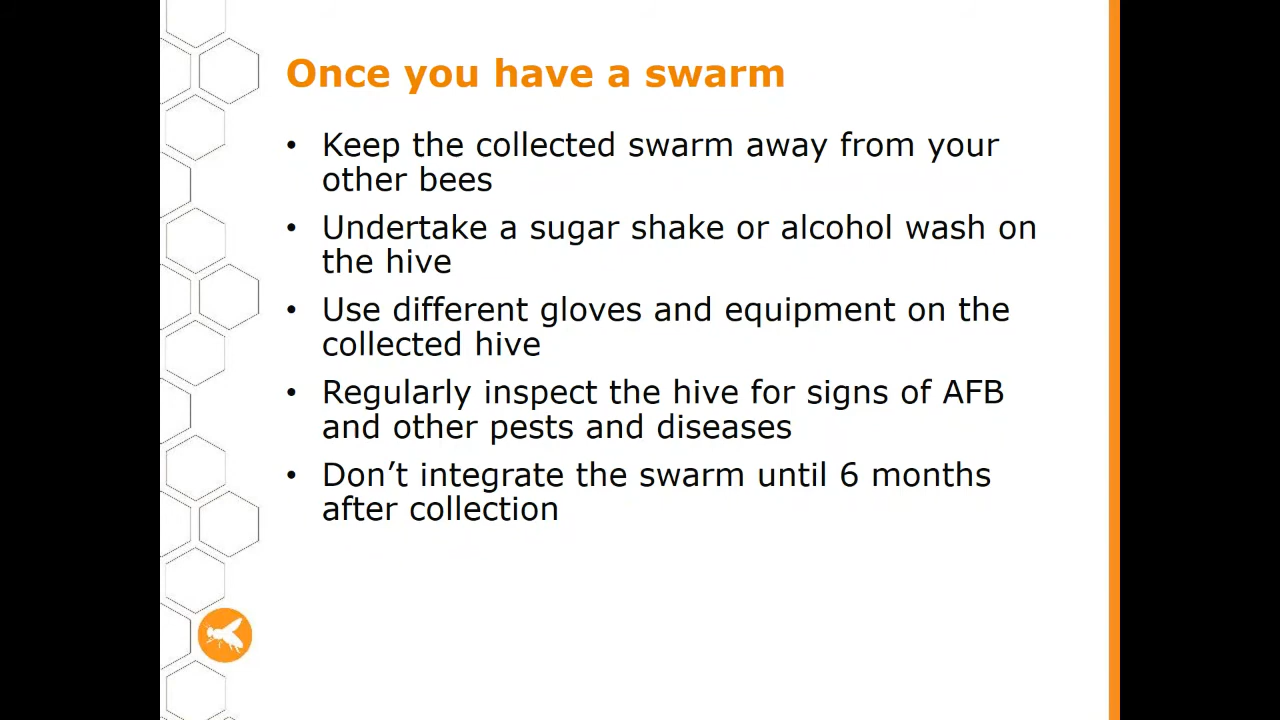 Once you have a swarm
• Keep the collected swarm away from your
other bees
• Undertake a sugar shake or alcohol wash on
the hive
• Use different gloves and equipment on the
collected hive
• Regularly inspect the hive for signs of AFB
and other pests and diseases
• Don’t integrate the swarm until 6 months
after collection